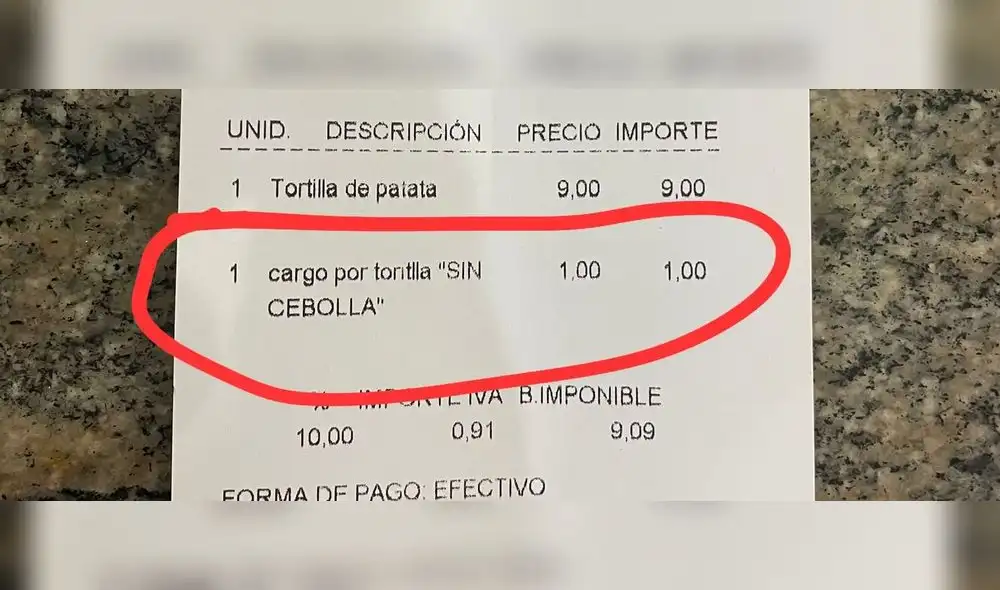 UNID. DESCRIPCIÓN PRECIO IMPORTE
1 Tortilla de patata 9,00 9,00
1 cargo por tortilla "SIN 1,00 1,00
CEBOLLA"
% IMPORTE IVA B.IMPONIBLE
10,00 0,91 9,09
FORMA DE PAGO: EFECTIVO